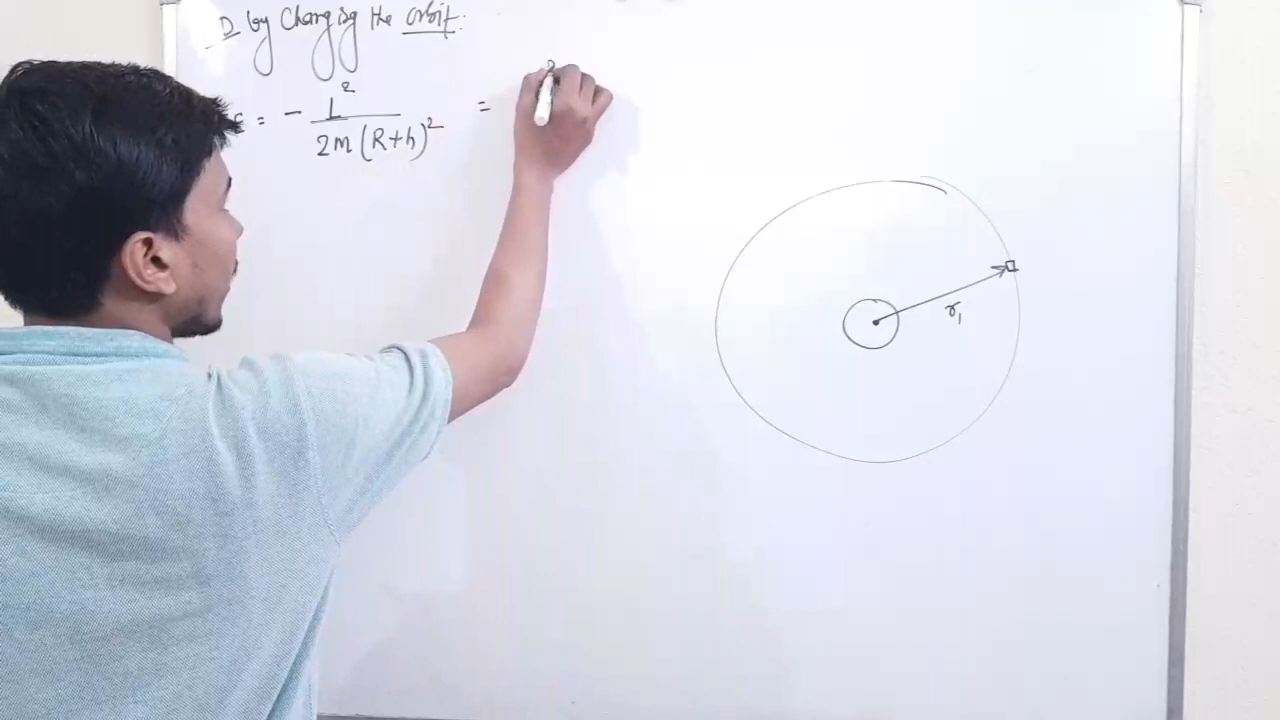 D by Changing the orbit:
E = - L² / 2m(R+h)² =
r₁